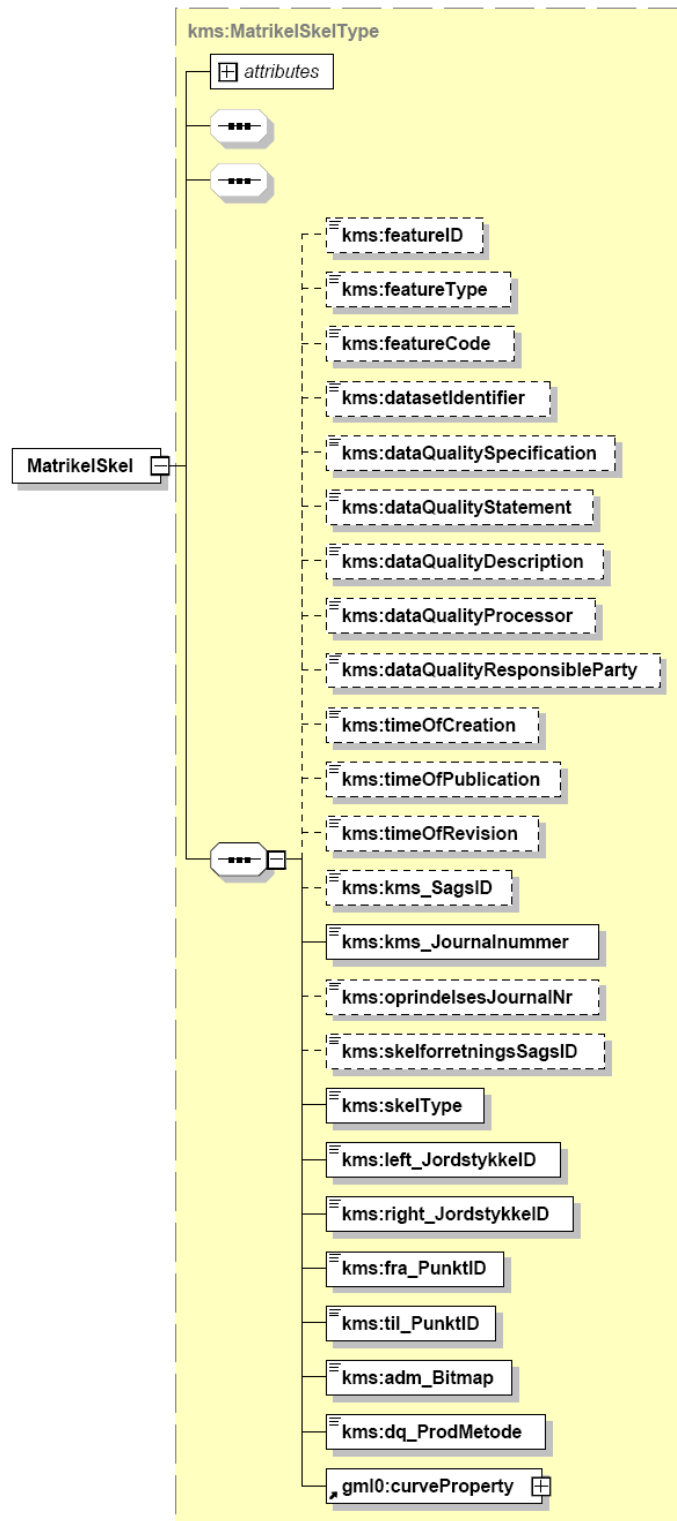 kms:MatrikelSkelType
attributes
kms:featureID
kms:featureType
kms:featureCode
kms:datasetIdentifier
MatrikelSkel
kms:dataQualitySpecification
kms:dataQualityStatement
kms:dataQualityDescription
kms:dataQualityProcessor
kms:dataQualityResponsibleParty
kms:timeOfCreation
kms:timeOfPublication
kms:timeOfRevision
kms:kms_SagsID
kms:kms_Journalnummer
kms:oprindelsesJournalNr
kms:skelforretningsSagsID
kms:skelType
kms:left_JordstykkeID
kms:right_JordstykkeID
kms:fra_PunktID
kms:til_PunktID
kms:adm_Bitmap
kms:dq_ProdMetode
gml0:curveProperty